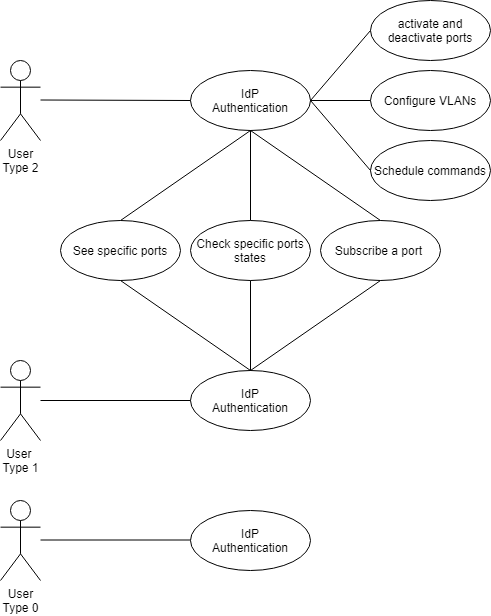 activate and
deactivate ports
IdP
Authentication
Configure VLANs
User
Type 2
Schedule commands
See specific ports
Check specific ports
states
Subscribe a port
IdP
Authentication
User
Type 1
IdP
Authentication
User
Type 0